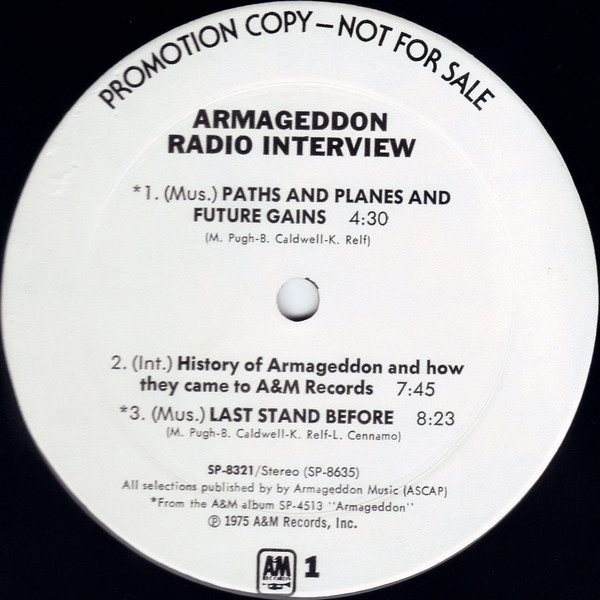 PROMOTION COPY—NOT FOR SALE
ARMAGEDDON
RADIO INTERVIEW
*1. (Mus.) PATHS AND PLANES AND
FUTURE GAINS 4:30
(M. Pugh-B. Caldwell-K. Relf)
2. (Int.) History of Armageddon and how
they came to A&M Records 7:45
*3. (Mus.) LAST STAND BEFORE 8:23
(M. Pugh-B. Caldwell-K. Relf-L. Cennamo)
SP-8321/Stereo (SP-8635)
All selections published by by Armageddon Music (ASCAP)
*From the A&M album SP-4513 "Armageddon"
℗ 1975 A&M Records, Inc.
A&M RECORDS 1